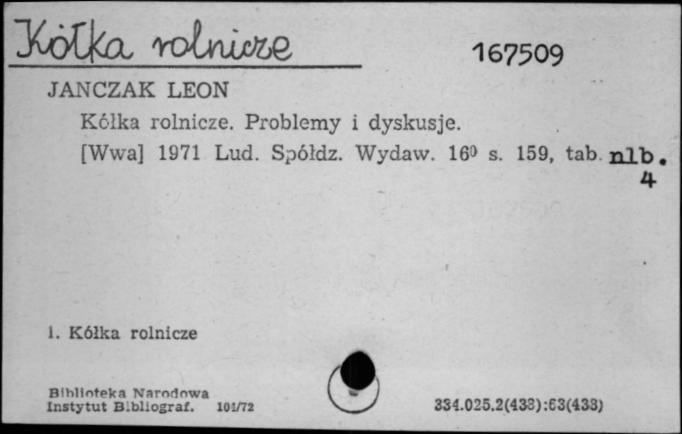 Kółka rolnicze
167509
JANCZAK LEON
Kółka rolnicze. Problemy i dyskusje.
[Wwa] 1971 Lud. Spółdz. Wydaw. 16⁰ s. 159, tab. nlb.
4
1. Kółka rolnicze
Biblioteka Narodowa
Instytut Bibliograf. 104/72
334.025.2(438):63(438)